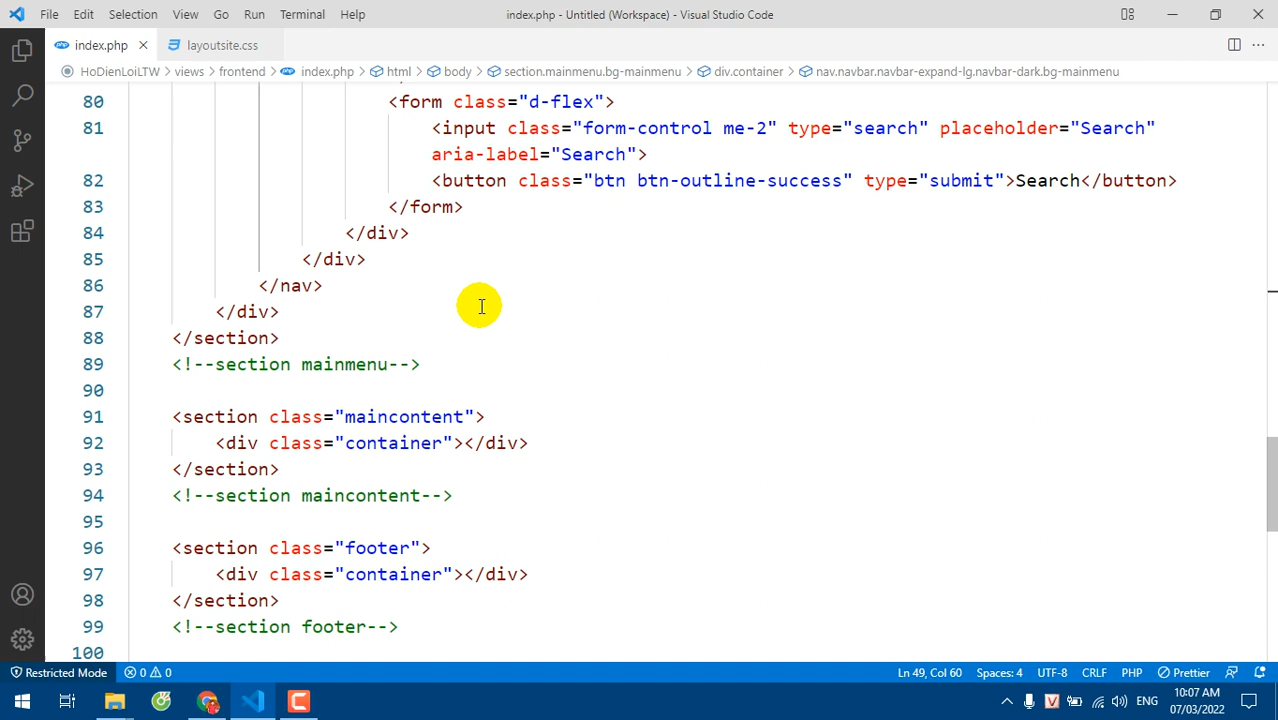 File Edit Selection View Go Run Terminal Help index.php - Untitled (Workspace) - Visual Studio Code
index.php layoutsite.css
HoDienLoiLTW > views > frontend > index.php > html > body > section.mainmenu.bg-mainmenu > div.container > nav.navbar.navbar-expand-lg.navbar-dark.bg-mainmenu
80 <form class="d-flex">
81 <input class="form-control me-2" type="search" placeholder="Search"
aria-label="Search">
82 <button class="btn btn-outline-success" type="submit">Search</button>
83 </form>
84 </div>
85 </div>
86 </nav>
87 </div>
88 </section>
89 <!--section mainmenu-->
90
91 <section class="maincontent">
92 <div class="container"></div>
93 </section>
94 <!--section maincontent-->
95
96 <section class="footer">
97 <div class="container"></div>
98 </section>
99 <!--section footer-->
100
Restricted Mode 0 0 Ln 49, Col 60 Spaces: 4 UTF-8 CRLF PHP Prettier
ENG 10:07 AM
07/03/2022